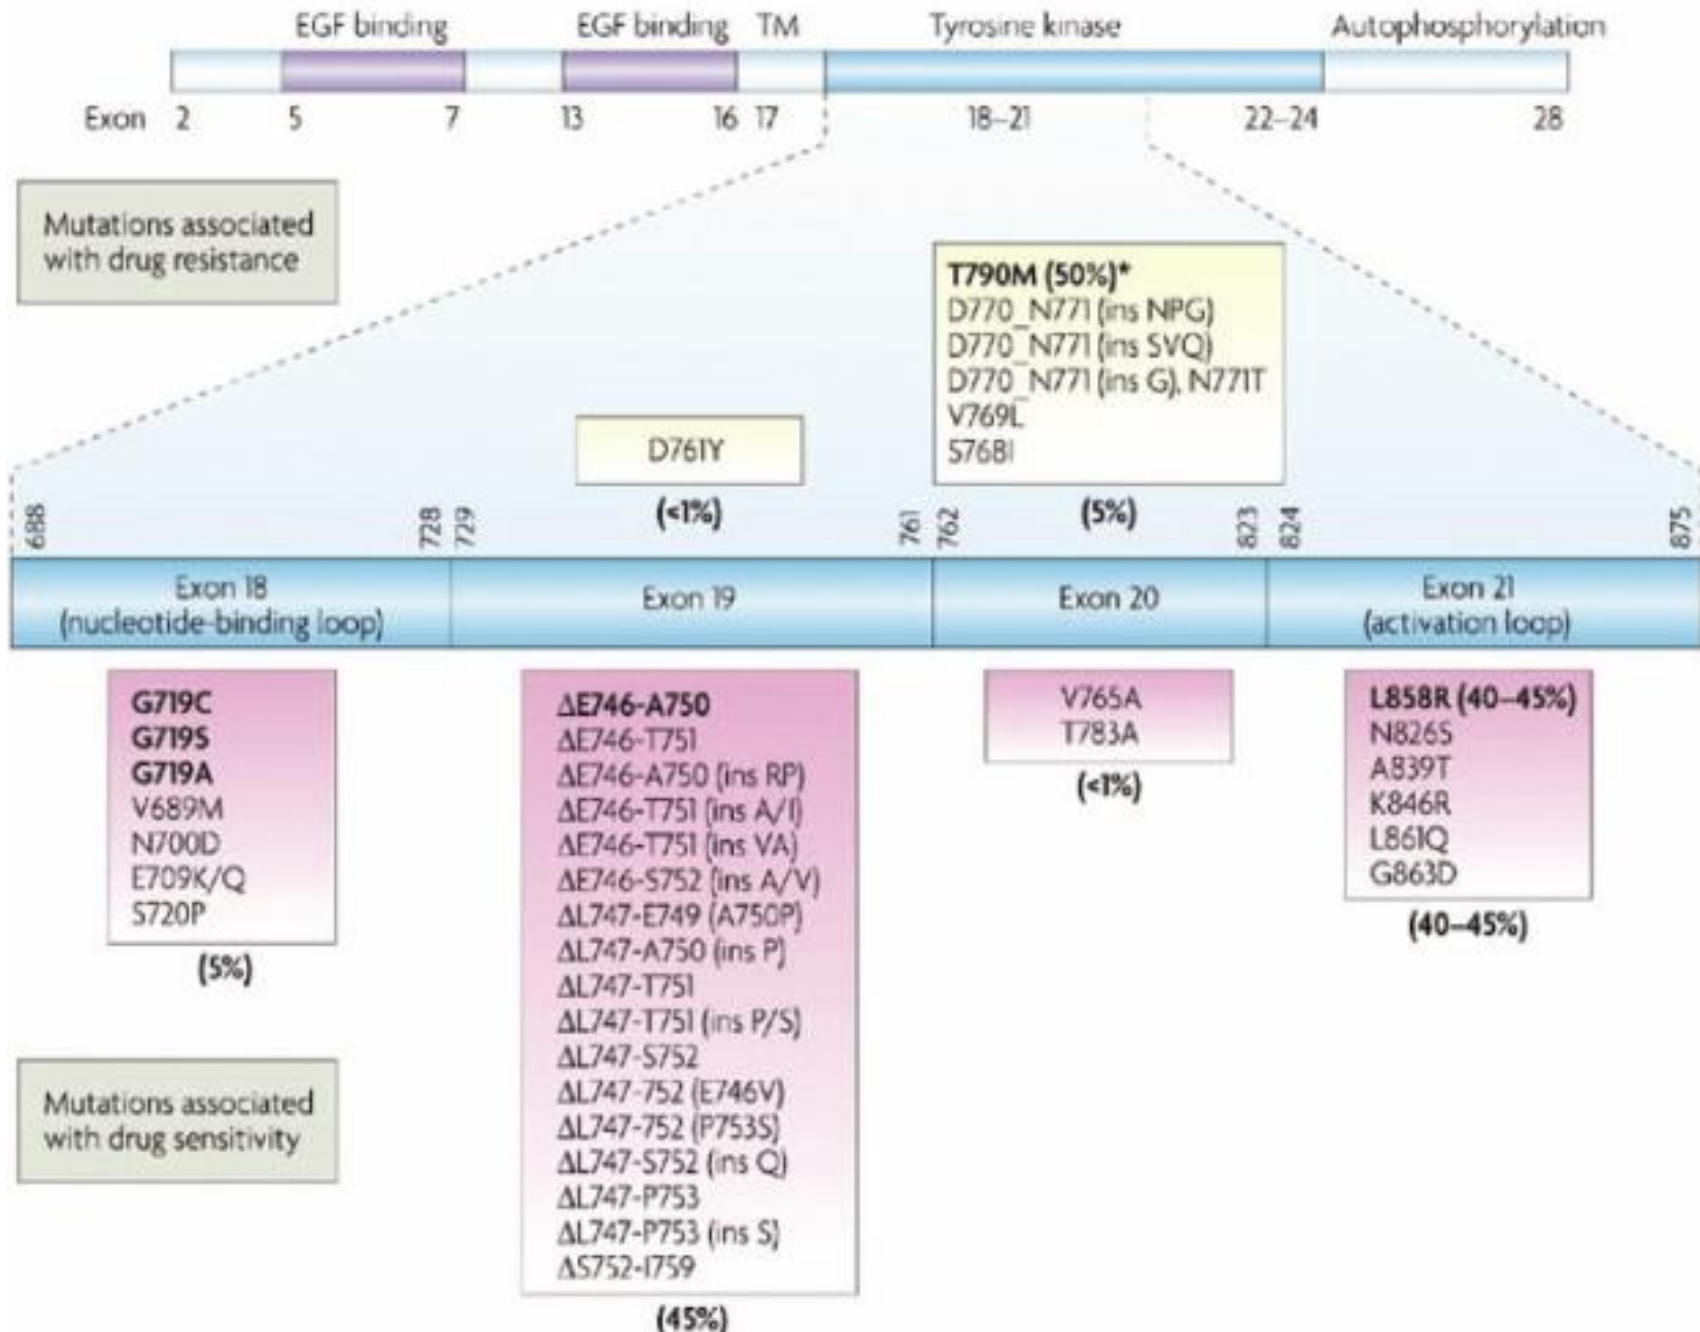 EGF binding EGF binding TM Tyrosine kinase Autophosphorylation
Exon 2 5 7 13 16 17 18–21 22–24 28
Mutations associated
with drug resistance
T790M (50%)*
D770_N771 (ins NPG)
D770_N771 (ins SVQ)
D770_N771 (ins G), N771T
V769L
S768I
D761Y
(<1%)
(5%)
688 728 729 761 762 823 824 875
Exon 18
(nucleotide-binding loop)
Exon 19
Exon 20
Exon 21
(activation loop)
G719C
G719S
G719A
V689M
N700D
E709K/Q
S720P
(5%)
ΔE746-A750
ΔE746-T751
ΔE746-A750 (ins RP)
ΔE746-T751 (ins A/I)
ΔE746-T751 (ins VA)
ΔE746-S752 (ins A/V)
ΔL747-E749 (A750P)
ΔL747-A750 (ins P)
ΔL747-T751
ΔL747-T751 (ins P/S)
ΔL747-S752
ΔL747-752 (E746V)
ΔL747-752 (P753S)
ΔL747-S752 (ins Q)
ΔL747-P753
ΔL747-P753 (ins S)
ΔS752-I759
(45%)
V765A
T783A
(<1%)
L858R (40–45%)
N826S
A839T
K846R
L861Q
G863D
(40–45%)
Mutations associated
with drug sensitivity